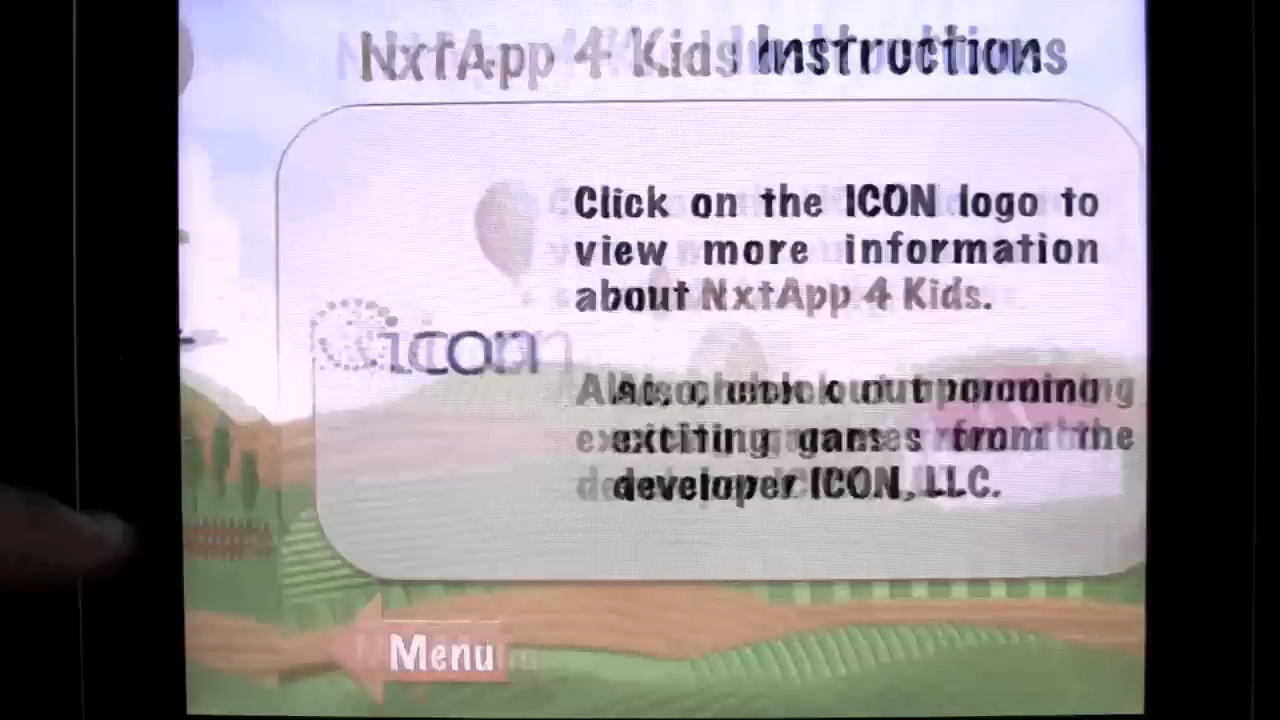 NxtApp 4 Kids Instructions
Click on the ICON logo to
view more information
about NxtApp 4 Kids.
icon
exciting games from the
developer ICON, LLC.
Menu